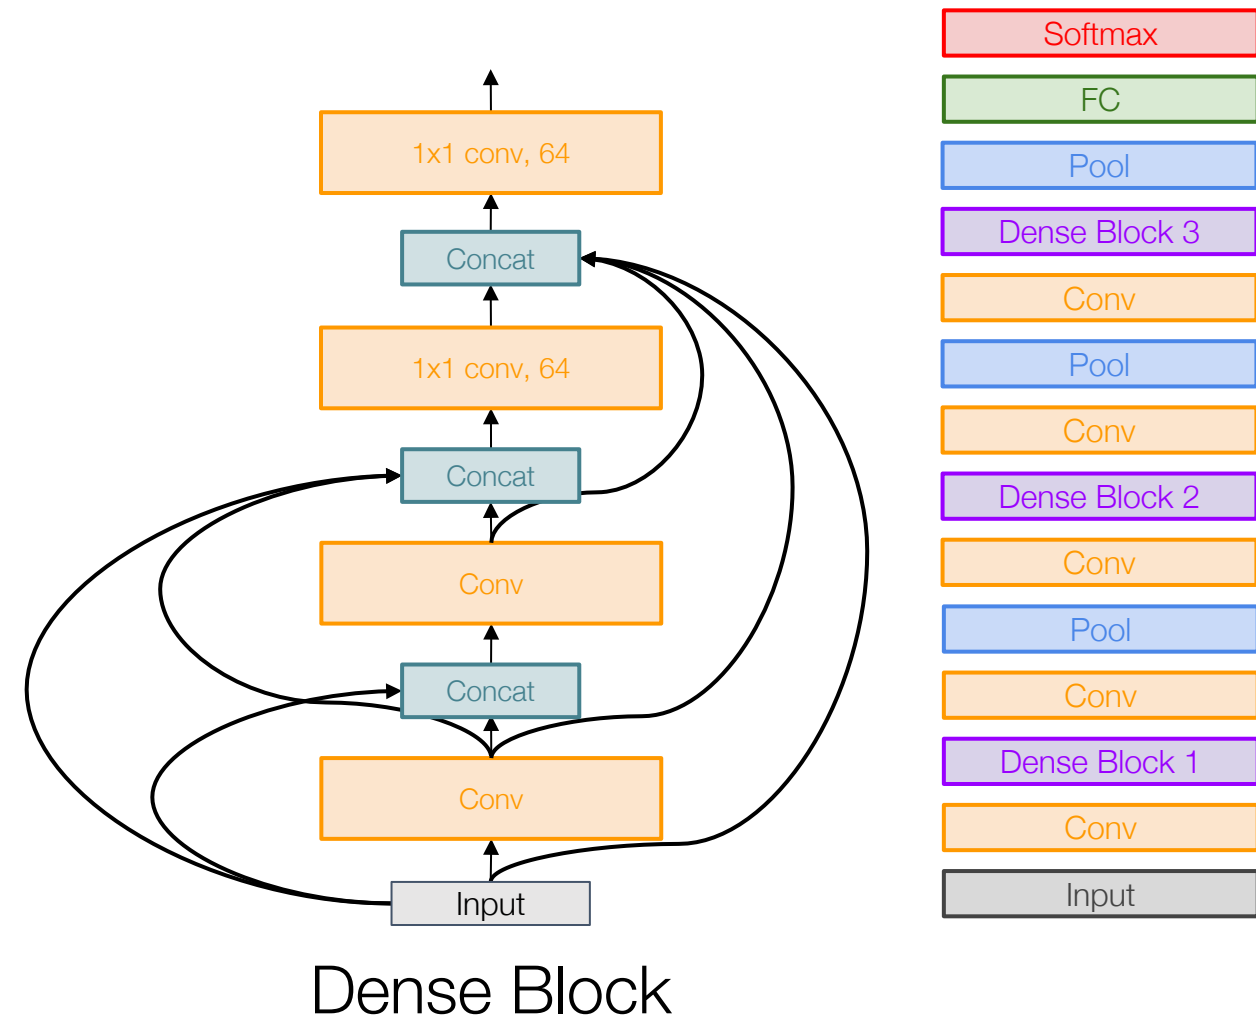 1x1 conv, 64
Concat
1x1 conv, 64
Concat
Conv
Concat
Conv
Input
Dense Block
Softmax
FC
Pool
Dense Block 3
Conv
Pool
Conv
Dense Block 2
Conv
Pool
Conv
Dense Block 1
Conv
Input